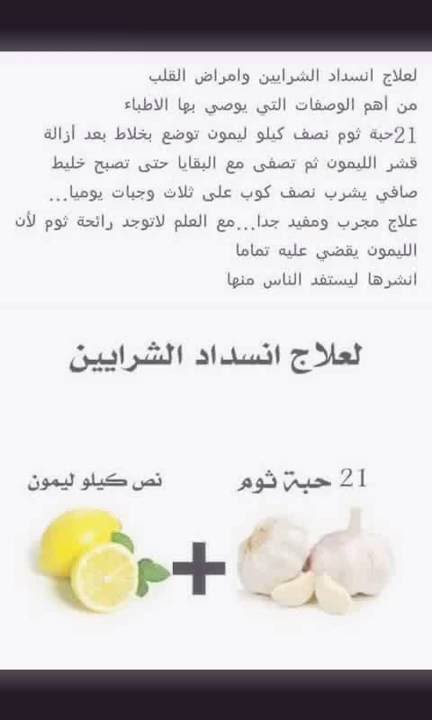 لعلاج انسداد الشرايين وامراض القلب
من أهم الوصفات التي يوصي بها الاطباء
21حبة ثوم نصف كيلو ليمون توضع بخلاط بعد أزالة
قشر الليمون ثم تصفى مع البقايا حتى تصبح خليط
صافي يشرب نصف كوب على ثلاث وجبات يوميا...
علاج مجرب ومفيد جدا...مع العلم لاتوجد رائحة ثوم لأن
الليمون يقضي عليه تماما
انشرها ليستفد الناس منها
لعلاج انسداد الشرايين
21 حبة ثوم
نص كيلو ليمون